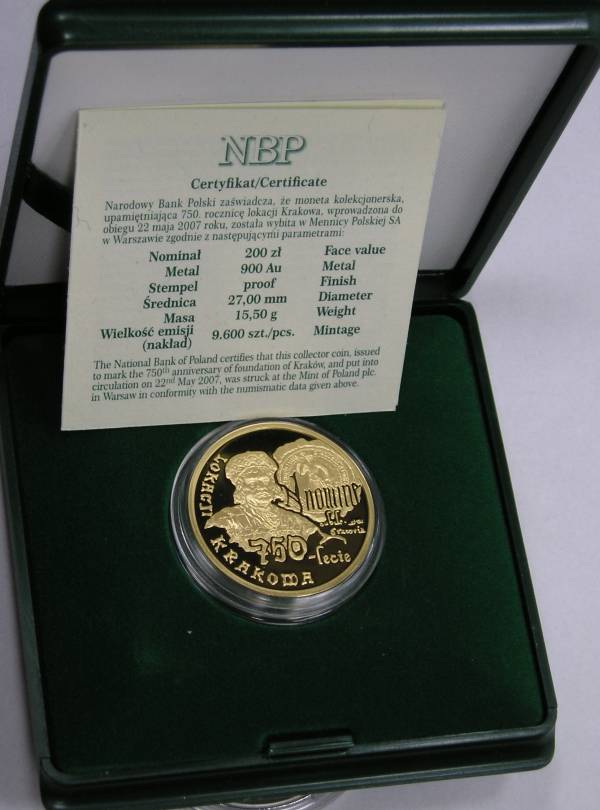 NBP
Certyfikat/Certificate
Narodowy Bank Polski zaświadcza, że moneta kolekcjonerska,
upamiętniająca 750. rocznicę lokacji Krakowa, wprowadzona do
obiegu 22 maja 2007 roku, została wybita w Mennicy Polskiej SA
w Warszawie zgodnie z następującymi parametrami:
Nominał 200 zł Face value
Metal 900 Au Metal
Stempel proof Finish
Średnica 27,00 mm Diameter
Masa 15,50 g Weight
Wielkość emisji 9.600 szt./pcs. Mintage
(nakład)
The National Bank of Poland certifies that this collector coin, issued
to mark the 750th anniversary of foundation of Kraków, and put into
circulation on 22nd May 2007, was struck at the Mint of Poland plc.
in Warsaw in conformity with the numismatic data given above.
750-lecie
LOKACJI
KRAKOWA